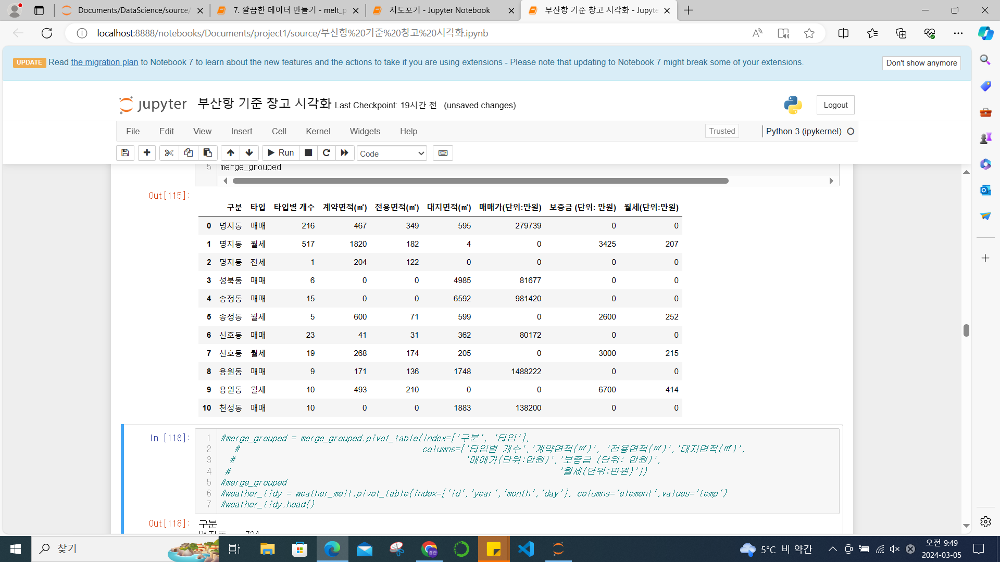 Documents/DataScience/source/
7. 깔끔한 데이터 만들기 - melt_p
지도포기 - Jupyter Notebook
부산항 기준 창고 시각화 - Jupyte
localhost:8888/notebooks/Documents/project1/source/부산항%20기준%20창고%20시각화.ipynb
UPDATE Read the migration plan to Notebook 7 to learn about the new features and the actions to take if you are using extensions - Please note that updating to Notebook 7 might break some of your extensions.
Don't show anymore
jupyter 부산항 기준 창고 시각화 Last Checkpoint: 19시간 전 (unsaved changes)
Logout
File Edit View Insert Cell Kernel Widgets Help
Trusted
Python 3 (ipykernel)
Run
Code
5 merge_grouped
Out[115]:
구분 타입 타입별 개수 계약면적(㎡) 전용면적(㎡) 대지면적(㎡) 매매가(단위:만원) 보증금 (단위: 만원) 월세(단위:만원)
0 명지동 매매 216 467 349 595 279739 0 0
1 명지동 월세 517 1820 182 4 0 3425 207
2 명지동 전세 1 204 122 0 0 0 0
3 성북동 매매 6 0 0 4985 81677 0 0
4 송정동 매매 15 0 0 6592 981420 0 0
5 송정동 월세 5 600 71 599 0 2600 252
6 신호동 매매 23 41 31 362 80172 0 0
7 신호동 월세 19 268 174 205 0 3000 215
8 용원동 매매 9 171 136 1748 1488222 0 0
9 용원동 월세 10 493 210 0 0 6700 414
10 천성동 매매 10 0 0 1883 138200 0 0
In [118]:
1 #merge_grouped = merge_grouped.pivot_table(index=['구분', '타입'],
2 # columns=['타입별 개수','계약면적(㎡)', '전용면적(㎡)','대지면적(㎡)',
3 # '매매가(단위:만원)','보증금 (단위: 만원)',
4 # '월세(단위:만원)'])
5 #merge_grouped
6 #weather_tidy = weather_melt.pivot_table(index=['id','year','month','day'], columns='element',values='temp')
7 #weather_tidy.head()
Out[118]: 구분
명지동 734
찾기
5°C 비 약간
오전 9:49
2024-03-05